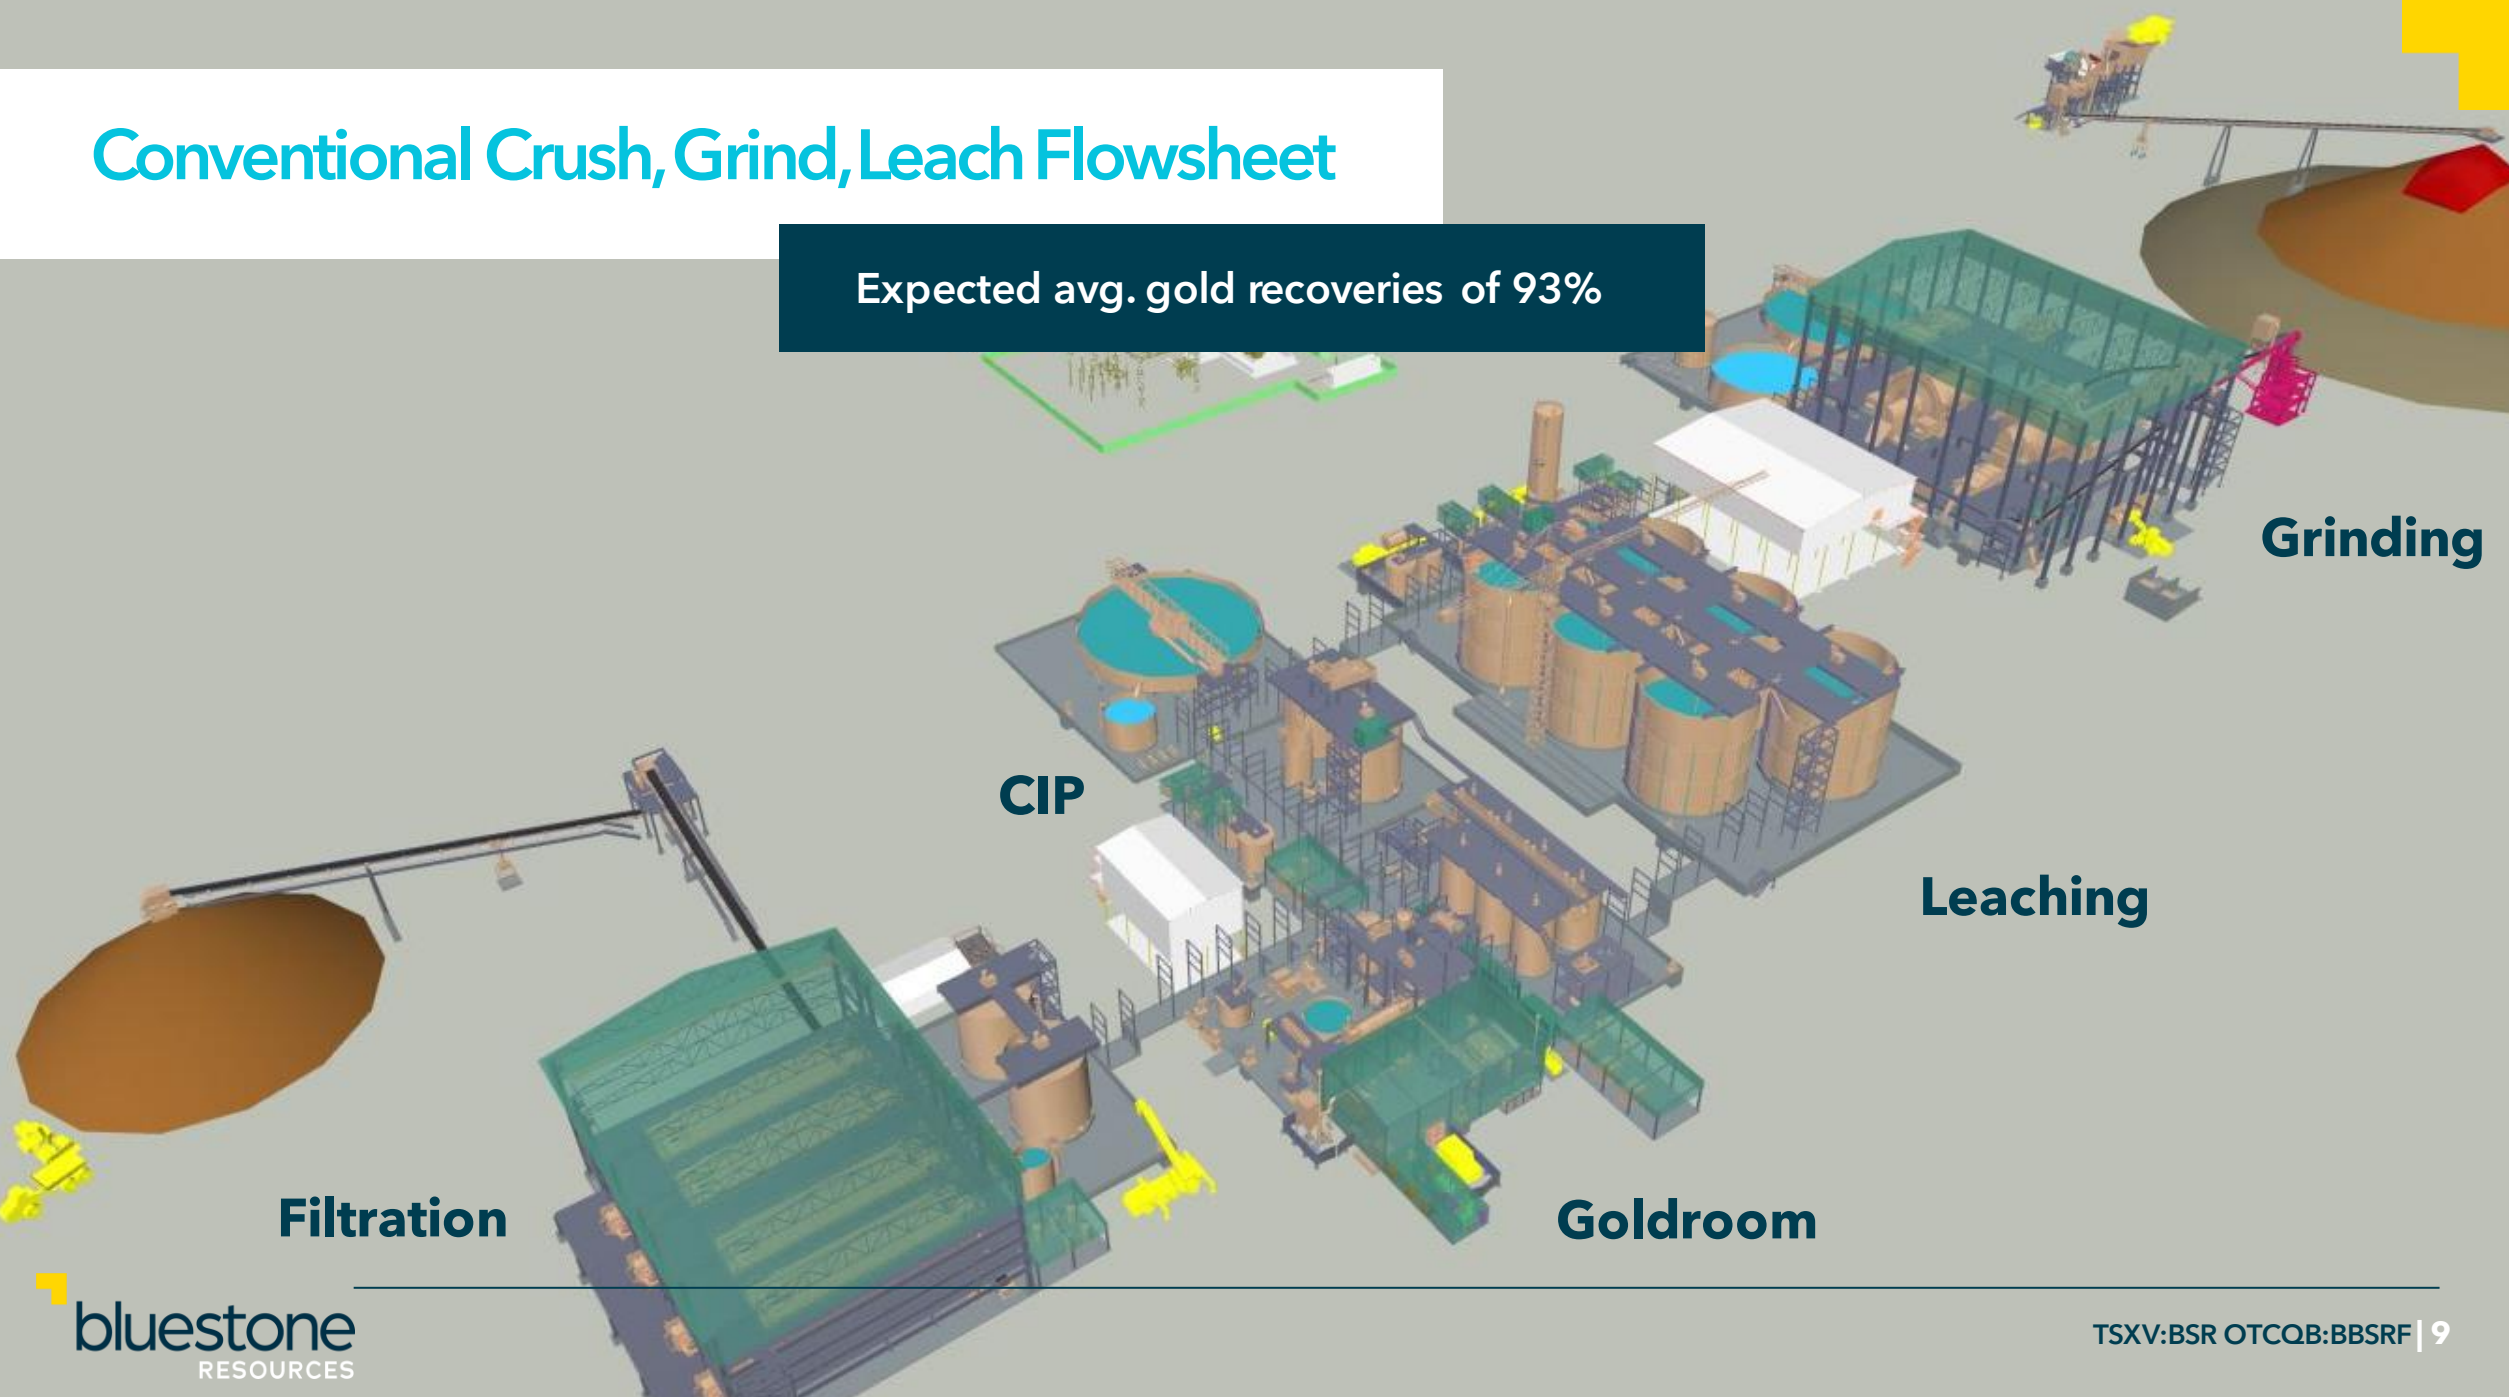 Conventional Crush, Grind, Leach Flowsheet
Expected avg. gold recoveries of 93%
Grinding
CIP
Leaching
Filtration
Goldroom
bluestone
RESOURCES
TSXV:BSR OTCQB:BBSRF | 9